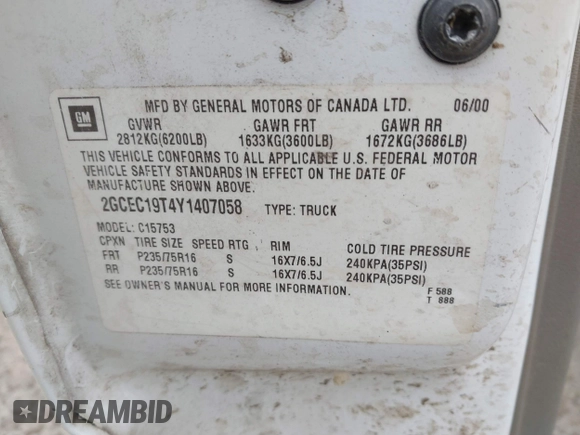 GM
MFD BY GENERAL MOTORS OF CANADA LTD. 06/00
GVWR GAWR FRT GAWR RR
2812KG(6200LB) 1633KG(3600LB) 1672KG(3686LB)
THIS VEHICLE CONFORMS TO ALL APPLICABLE U.S. FEDERAL MOTOR
VEHICLE SAFETY STANDARDS IN EFFECT ON THE DATE OF
MANUFACTURE SHOWN ABOVE.
2GCEC19T4Y1407058 TYPE: TRUCK
MODEL: C15753
CPXN TIRE SIZE SPEED RTG RIM COLD TIRE PRESSURE
FRT P235/75R16 S 16X7/6.5J 240KPA(35PSI)
RR P235/75R16 S 16X7/6.5J 240KPA(35PSI)
SEE OWNER'S MANUAL FOR MORE INFORMATION.
F 588
T 888
DREAMBID